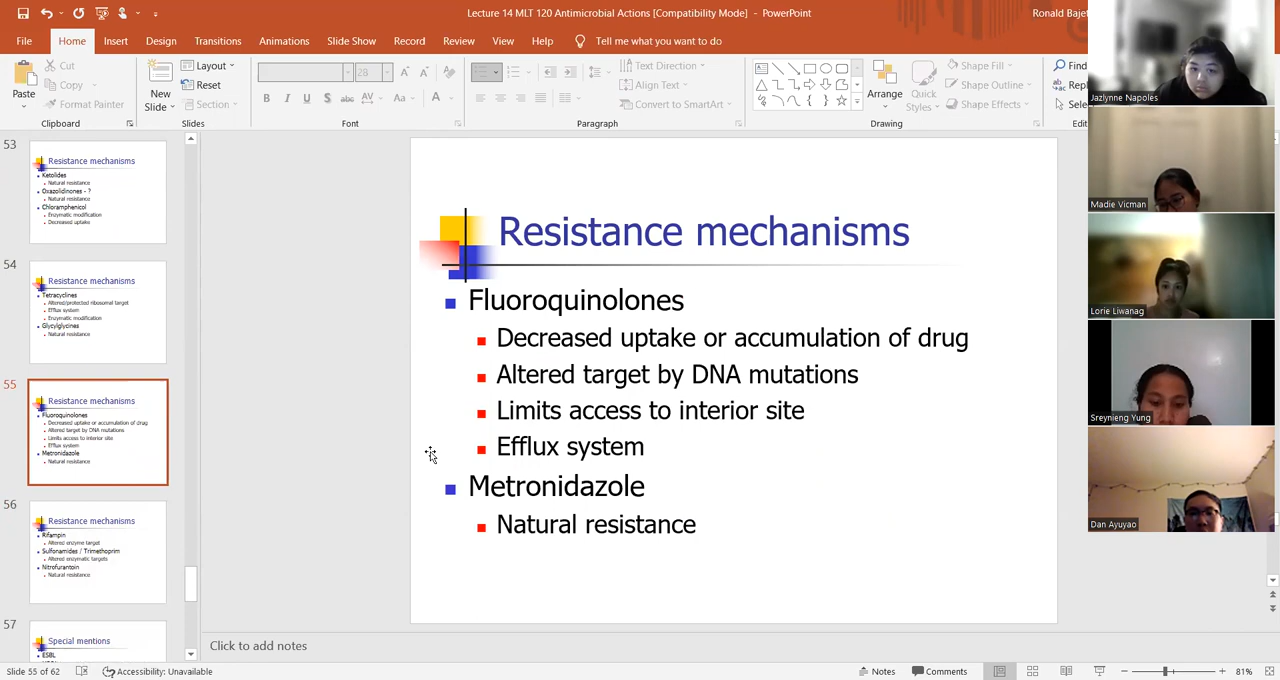 Lecture 14 MLT 120 Antimicrobial Actions [Compatibility Mode] - PowerPoint
Ronald Bajet
File Home Insert Design Transitions Animations Slide Show Record Review View Help Tell me what you want to do
Paste
Cut
Copy
Format Painter
Clipboard
New Slide
Layout
Reset
Section
Slides
28
B I U S abc AV Aa A
Font
Text Direction
Align Text
Convert to SmartArt
Paragraph
Arrange
Quick Styles
Shape Fill
Shape Outline
Shape Effects
Drawing
Find
Repl
Sele
Edit
53
Resistance mechanisms
Ketolides
Natural resistance
Oxazolidinones - ?
Natural resistance
Chloramphenicol
Enzymatic modification
Decreased uptake
54
Resistance mechanisms
Tetracyclines
Altered/protected ribosomal target
Efflux system
Enzymatic modification
Glycylglycines
Natural resistance
55
Resistance mechanisms
Fluoroquinolones
Decreased uptake or accumulation of drug
Altered target by DNA mutations
Limits access to interior site
Efflux system
Metronidazole
Natural resistance
56
Resistance mechanisms
Rifampin
Altered enzyme target
Sulfonamides / Trimethoprim
Altered enzymatic targets
Nitrofurantoin
Natural resistance
57
Special mentions
ESBL
Resistance mechanisms
Fluoroquinolones
Decreased uptake or accumulation of drug
Altered target by DNA mutations
Limits access to interior site
Efflux system
Metronidazole
Natural resistance
Click to add notes
Jazlynne Napoles
Madie Vicman
Lorie Liwanag
Sreynieng Yung
Dan Ayuyao
Slide 55 of 62
Accessibility: Unavailable
Notes
Comments
81%